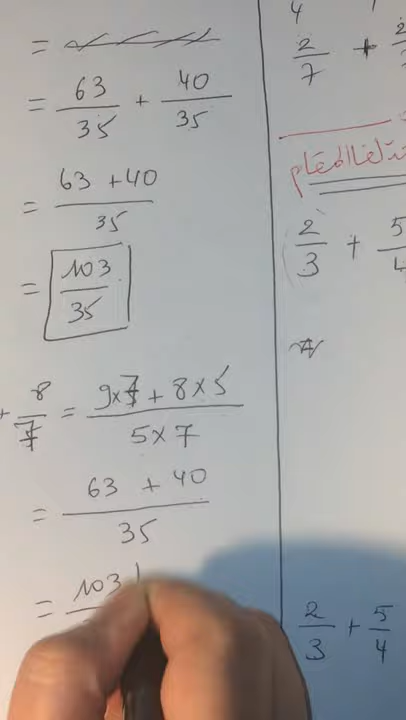 = 63/35 + 40/35
= (63 + 40)/35
= 103/35
+ 8/7 = (9×7 + 8×5)/(5×7)
= (63 + 40)/35
= 103
2/7 +
2/3 + 5/4
2/3 + 5/4